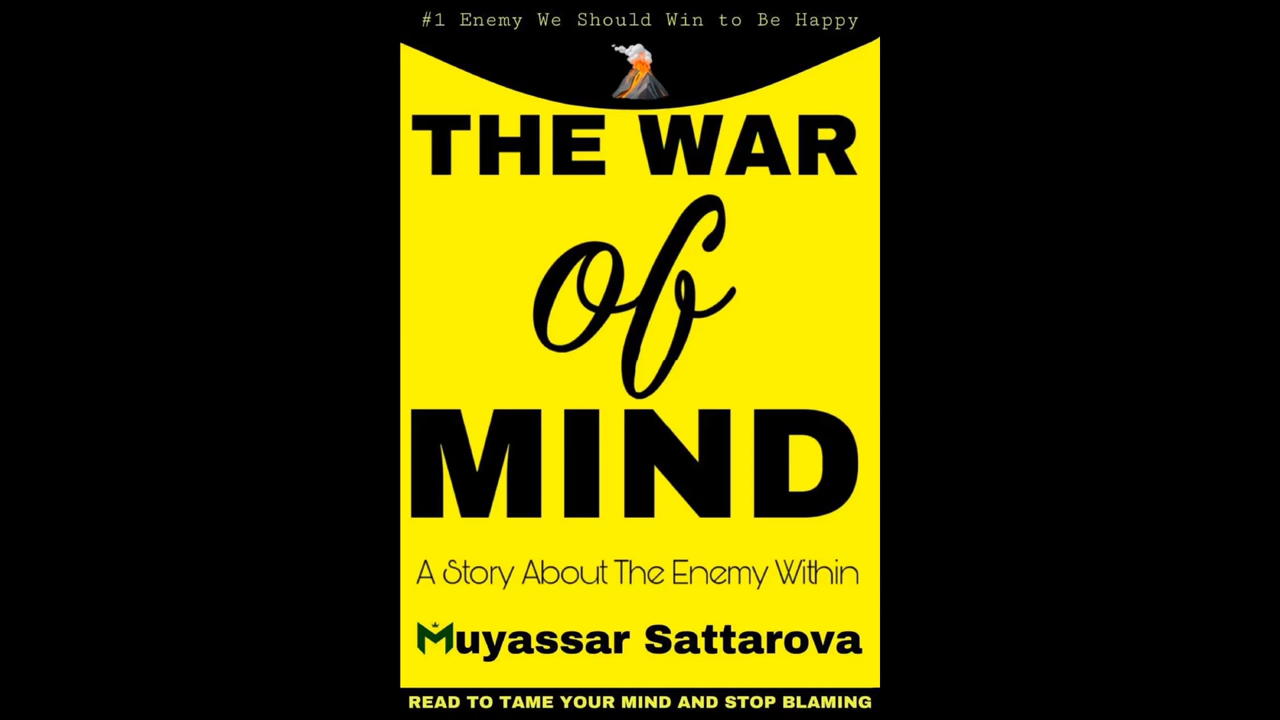 #1 Enemy We Should Win to Be Happy
THE WAR
of
MIND
A Story About The Enemy Within
Muyassar Sattarova
READ TO TAME YOUR MIND AND STOP BLAMING